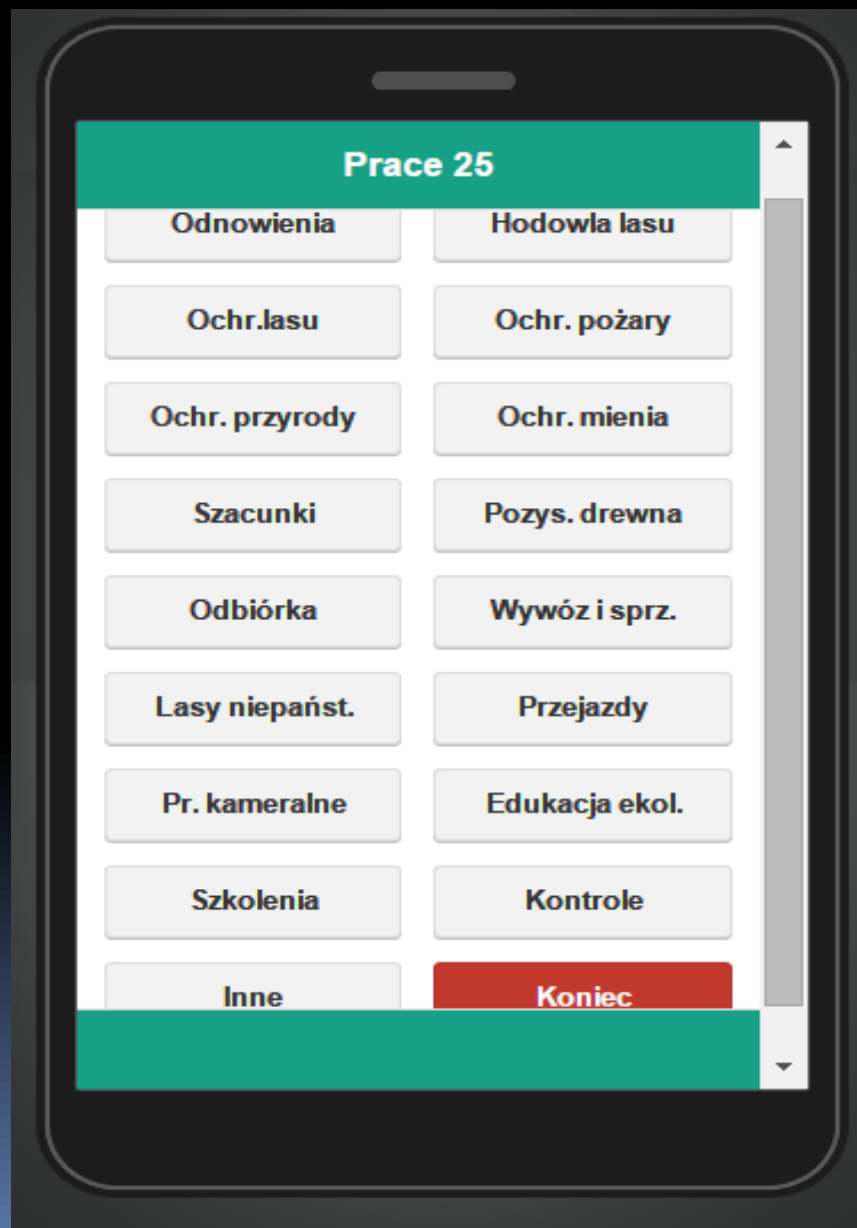 Prace 25
Odnowienia Hodowla lasu
Ochr.lasu Ochr. pożary
Ochr. przyrody Ochr. mienia
Szacunki Pozys. drewna
Odbiórka Wywóz i sprz.
Lasy niepańst. Przejazdy
Pr. kameralne Edukacja ekol.
Szkolenia Kontrole
Inne Koniec